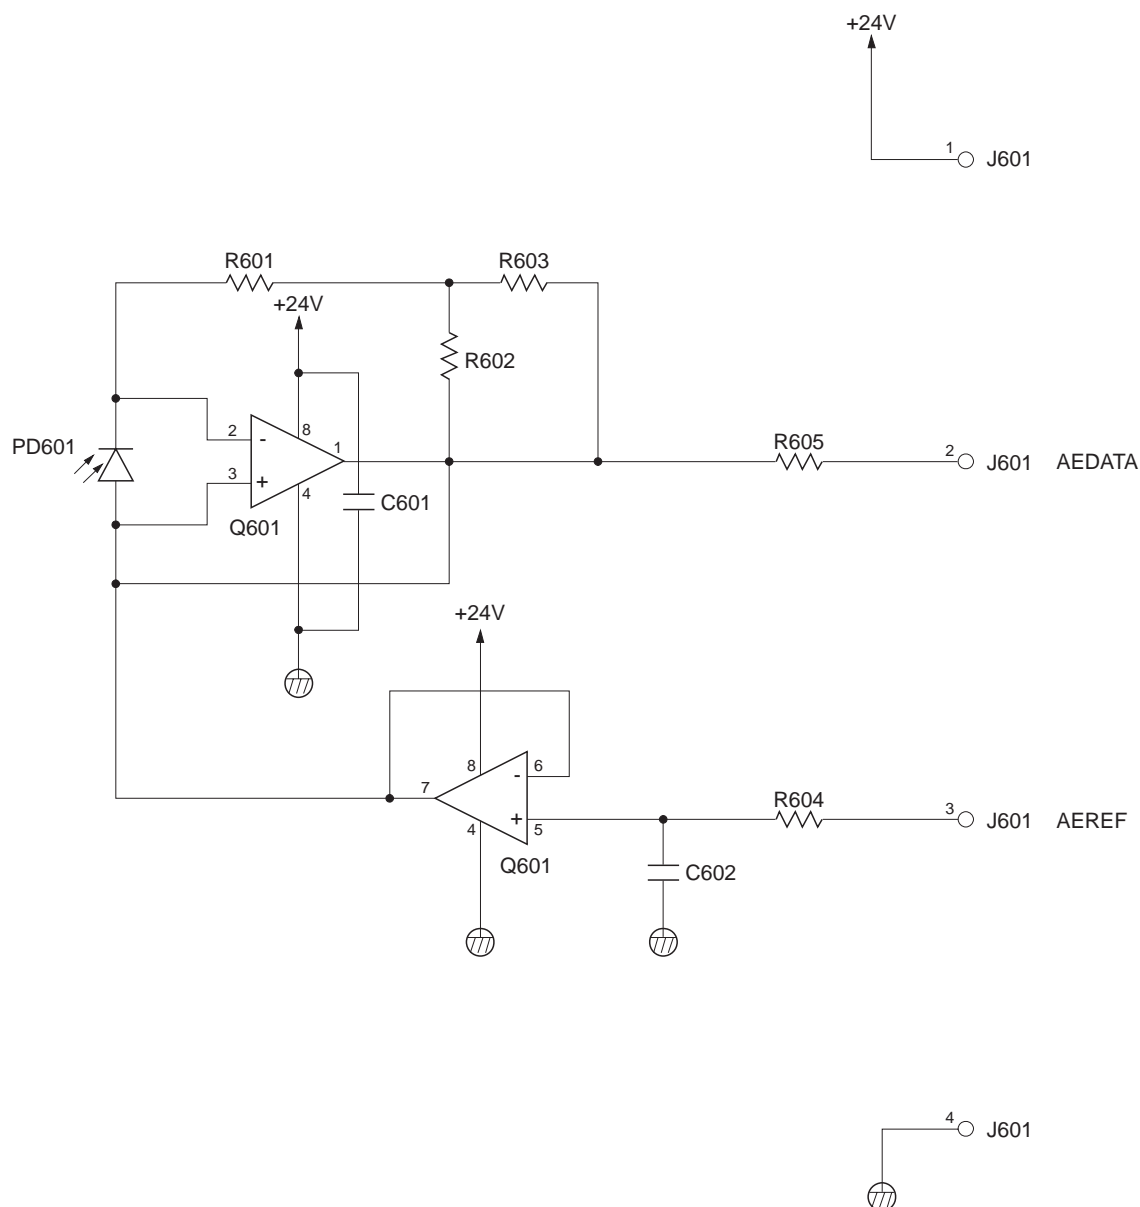 +24V
1 J601
R601 R603
+24V
R602
PD601
2 - 8
1
3 + 4
Q601
C601
R605
2 J601 AEDATA
+24V
7 8 - 6
4 + 5
Q601
R604
3 J601 AEREF
C602
4 J601